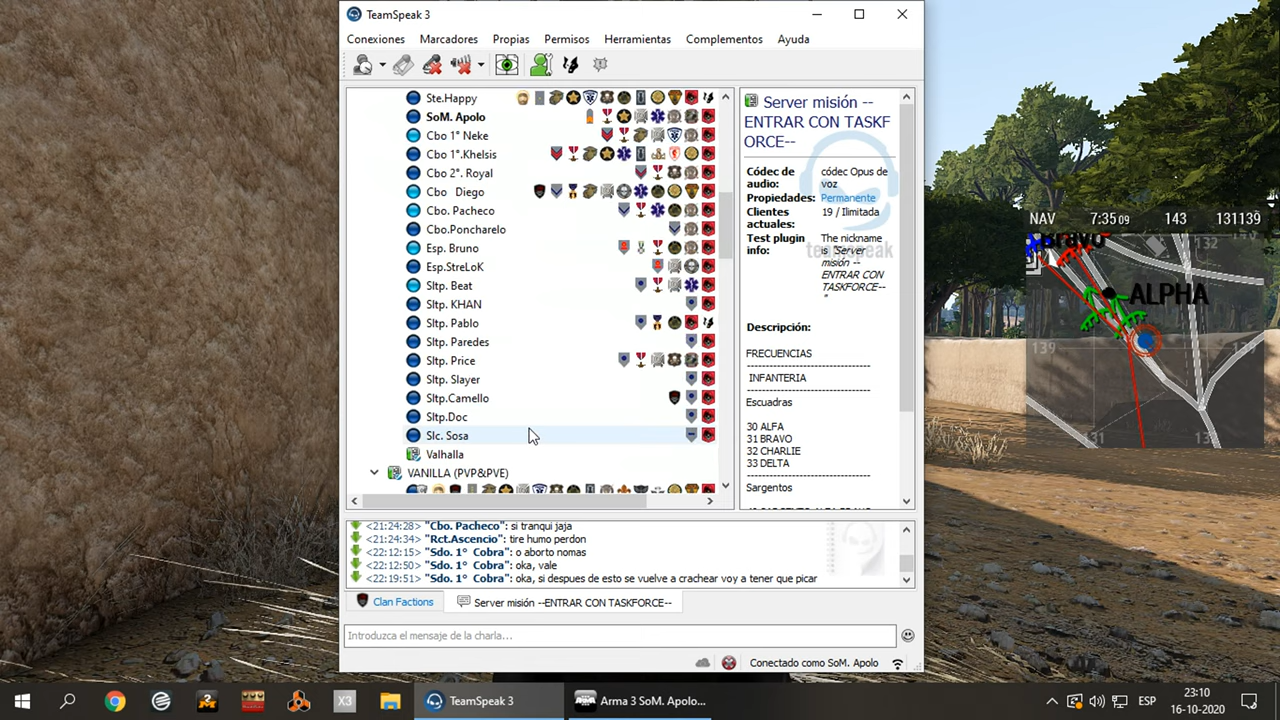 TeamSpeak 3
Conexiones Marcadores Propias Permisos Herramientas Complementos Ayuda
Ste.Happy
SoM. Apolo
Cbo 1° Neke
Cbo 1°.Khelsis
Cbo 2°. Royal
Cbo Diego
Cbo. Pacheco
Cbo.Poncharelo
Esp. Bruno
Esp.StreLoK
Sltp. Beat
Sltp. KHAN
Sltp. Pablo
Sltp. Paredes
Sltp. Price
Sltp. Slayer
Sltp.Camello
Sltp.Doc
Slc. Sosa
Valhalla
VANILLA (PVP&PVE)
Server misión --
ENTRAR CON TASKF
ORCE--
teamspeak
Códec de audio: códec Opus de voz
Propiedades: Permanente
Clientes actuales: 19 / Ilimitada
Test plugin info: The nickname is "Server misión -- ENTRAR CON TASKFORCE--"
Descripción:
FRECUENCIAS
-------------------------------
INFANTERIA
-------------------------------
Escuadras
30 ALFA
31 BRAVO
32 CHARLIE
33 DELTA
-------------------------------
Sargentos
<21:24:28> "Cbo. Pacheco": si tranqui jaja
<21:24:34> "Rct.Ascencio": tire humo perdon
<22:12:15> "Sdo. 1° Cobra": o aborto nomas
<22:12:50> "Sdo. 1° Cobra": oka, vale
<22:19:51> "Sdo. 1° Cobra": oka, si despues de esto se vuelve a crachear voy a tener que picar
Clan Factions Server misión --ENTRAR CON TASKFORCE--
Introduzca el mensaje de la charla...
Conectado como SoM. Apolo
NAV 7:35 09 143 131139
Bravo
132
ALPHA
139
131
X3 TeamSpeak 3 Arma 3 SoM. Apolo...
ESP
23:10
16-10-2020